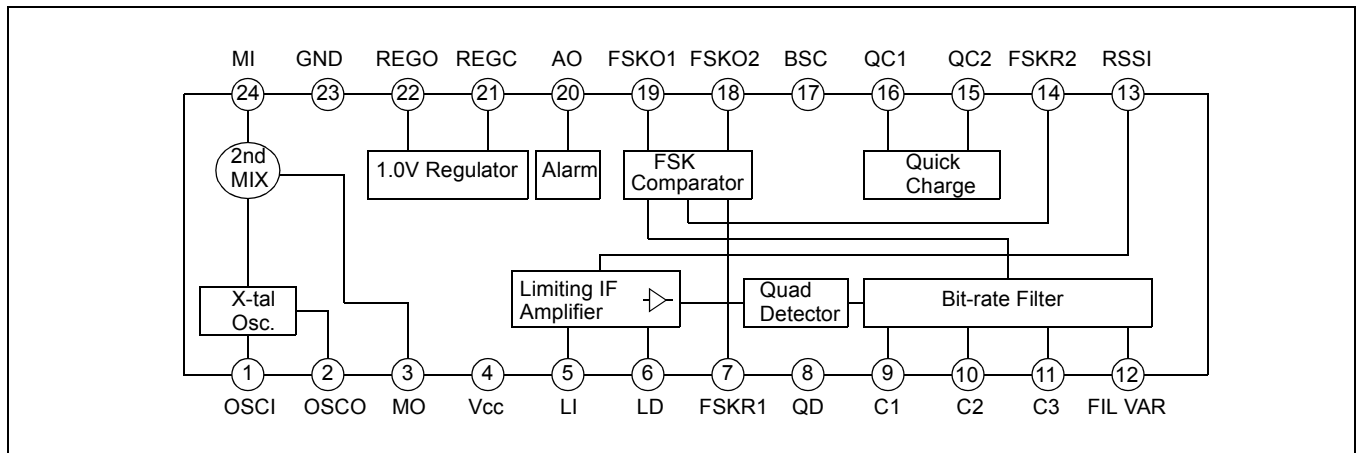 MI GND REGO REGC AO FSKO1 FSKO2 BSC QC1 QC2 FSKR2 RSSI
24 23 22 21 20 19 18 17 16 15 14 13
2nd
MIX
1.0V Regulator
Alarm
FSK
Comparator
Quick
Charge
X-tal
Osc.
Limiting IF
Amplifier
Quad
Detector
Bit-rate Filter
1 2 3 4 5 6 7 8 9 10 11 12
OSCI OSCO MO Vcc LI LD FSKR1 QD C1 C2 C3 FIL VAR